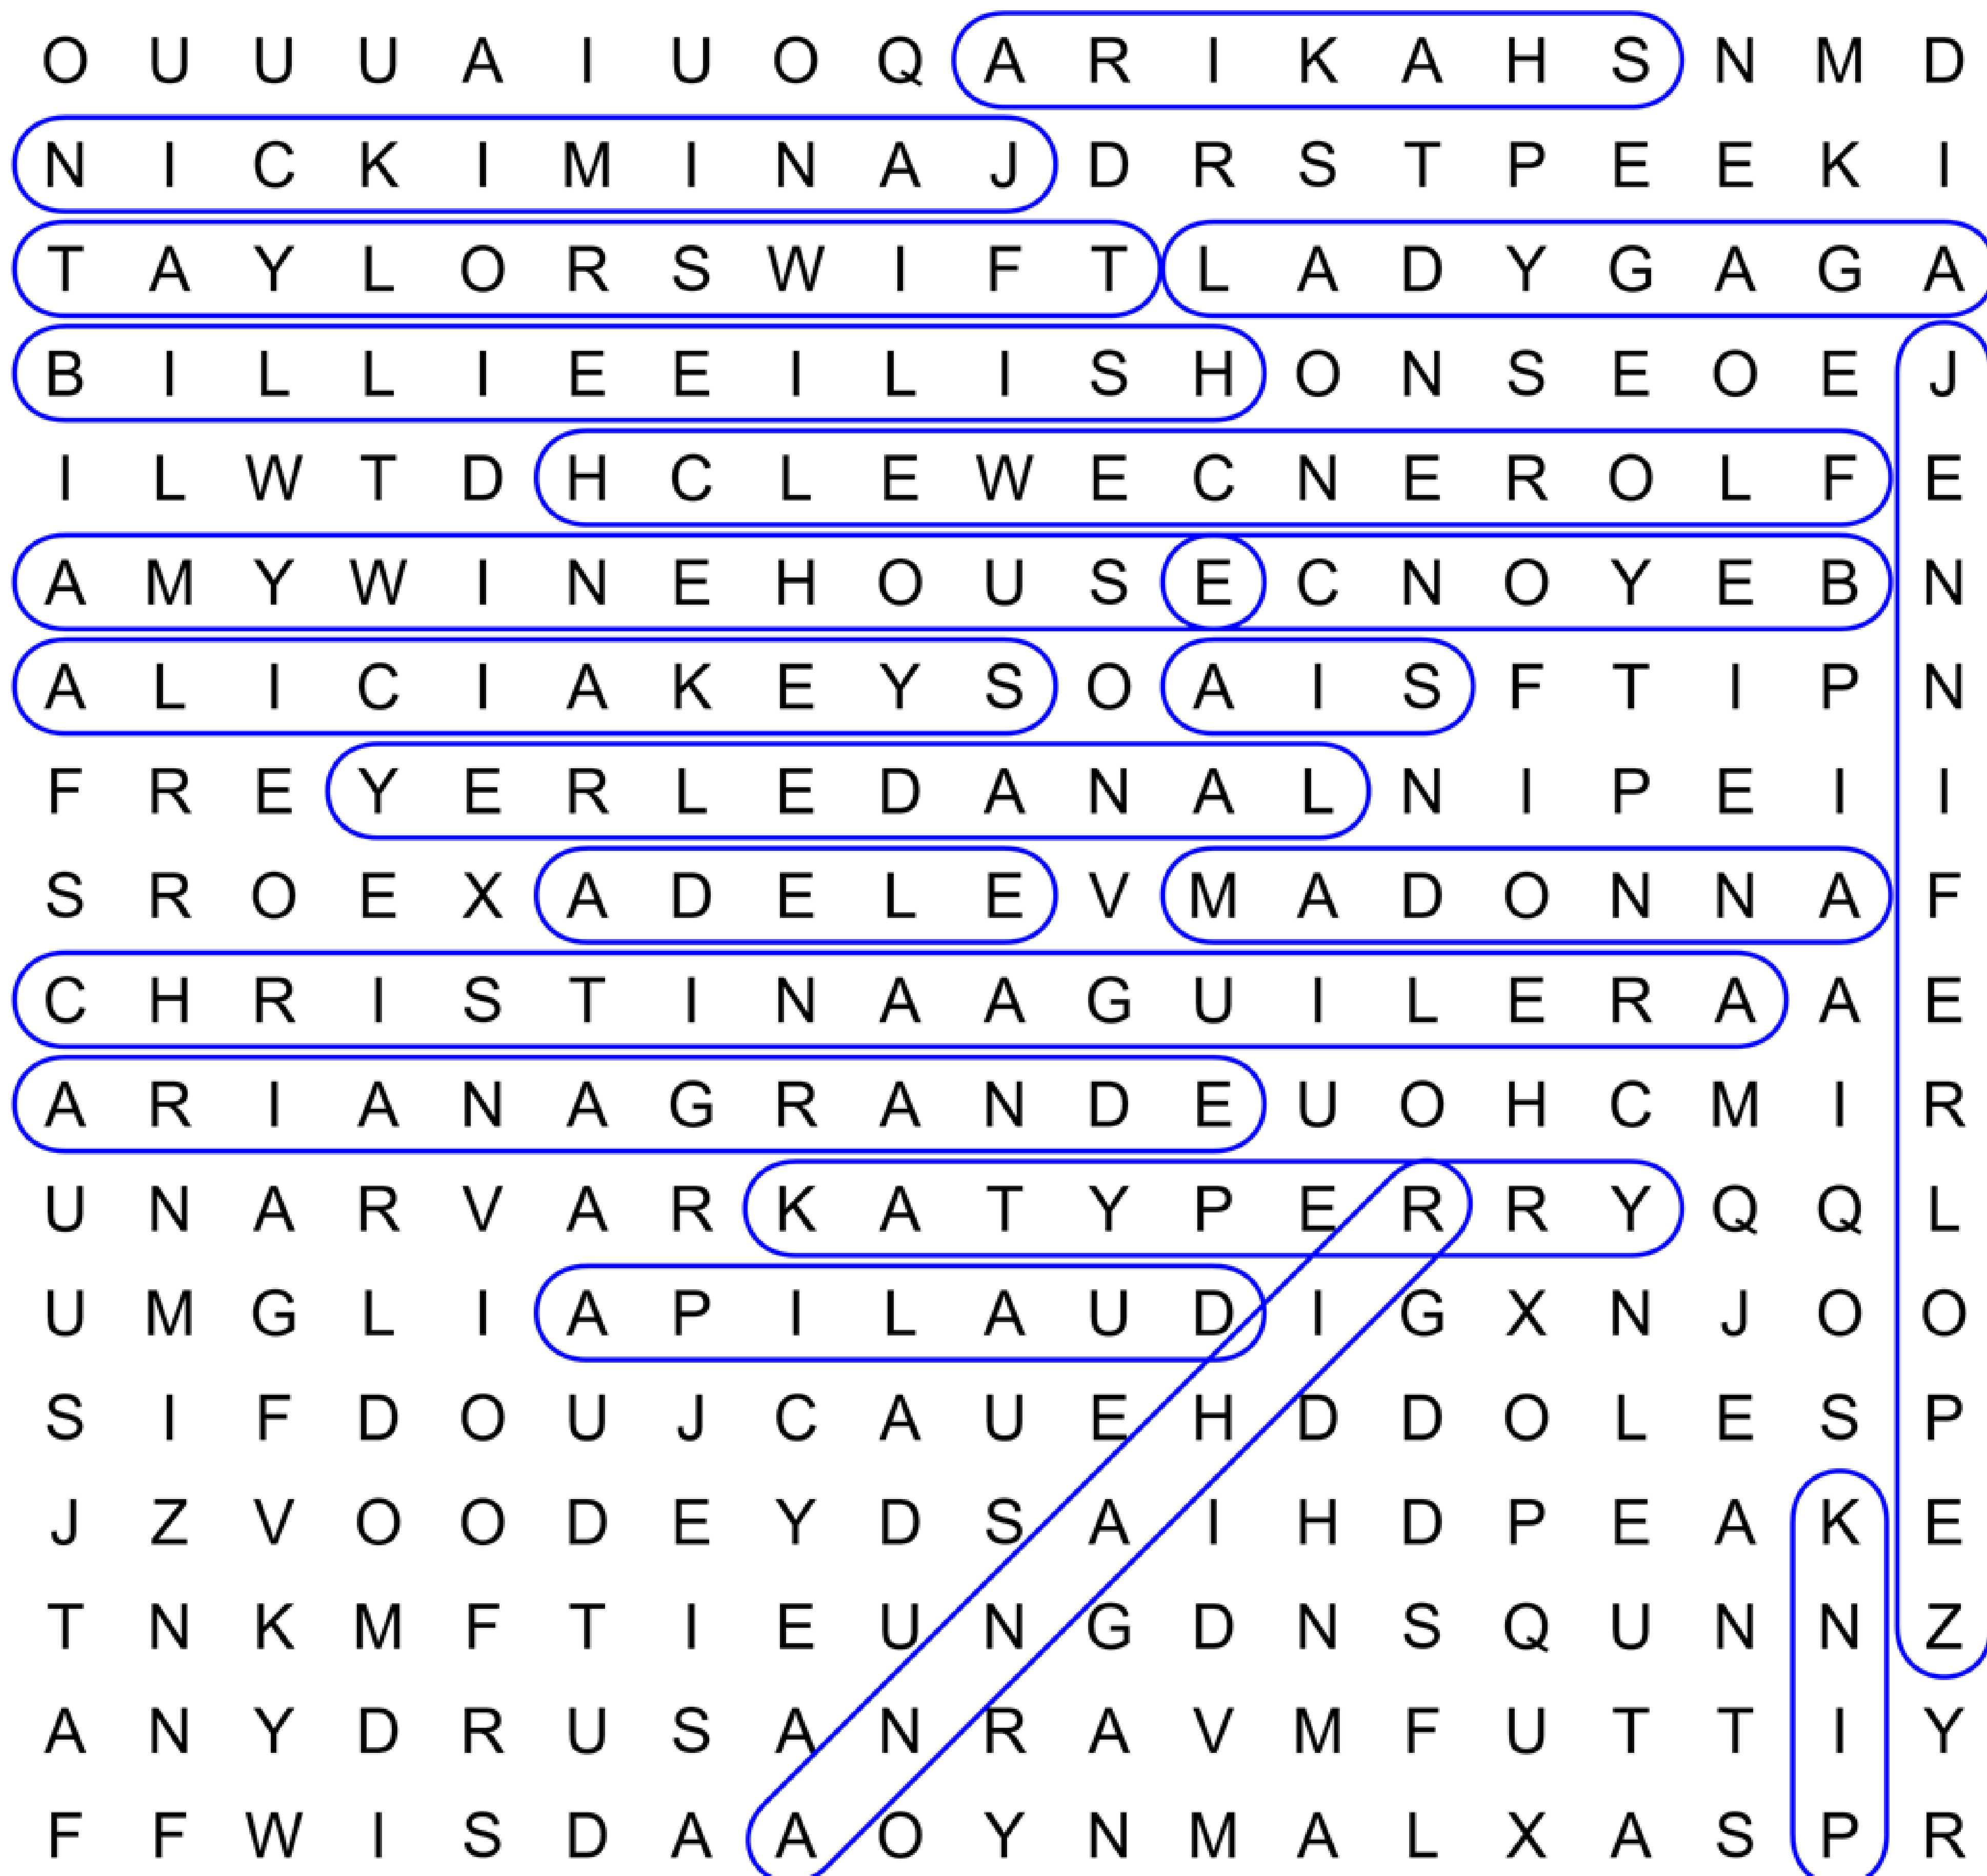 O U U U A I U O Q A R I K A H S N M D
N I C K I M I N A J D R S T P E E K I
T A Y L O R S W I F T L A D Y G A G A
B I L L I E E I L I S H O N S E O E J
I L W T D H C L E W E C N E R O L F E
A M Y W I N E H O U S E C N O Y E B N
A L I C I A K E Y S O A I S F T I P N
F R E Y E R L E D A N A L N I P E I I
S R O E X A D E L E V M A D O N N A F
C H R I S T I N A A G U I L E R A A E
A R I A N A G R A N D E U O H C M I R
U N A R V A R K A T Y P E R R Y Q Q L
U M G L I A P I L A U D I G X N J O O
S I F D O U J C A U E H D D O L E S P
J Z V O O D E Y D S A I H D P E A K E
T N K M F T I E U N G D N S Q U N N Z
A N Y D R U S A N R A V M F U T T I Y
F F W I S D A A O Y N M A L X A S P R